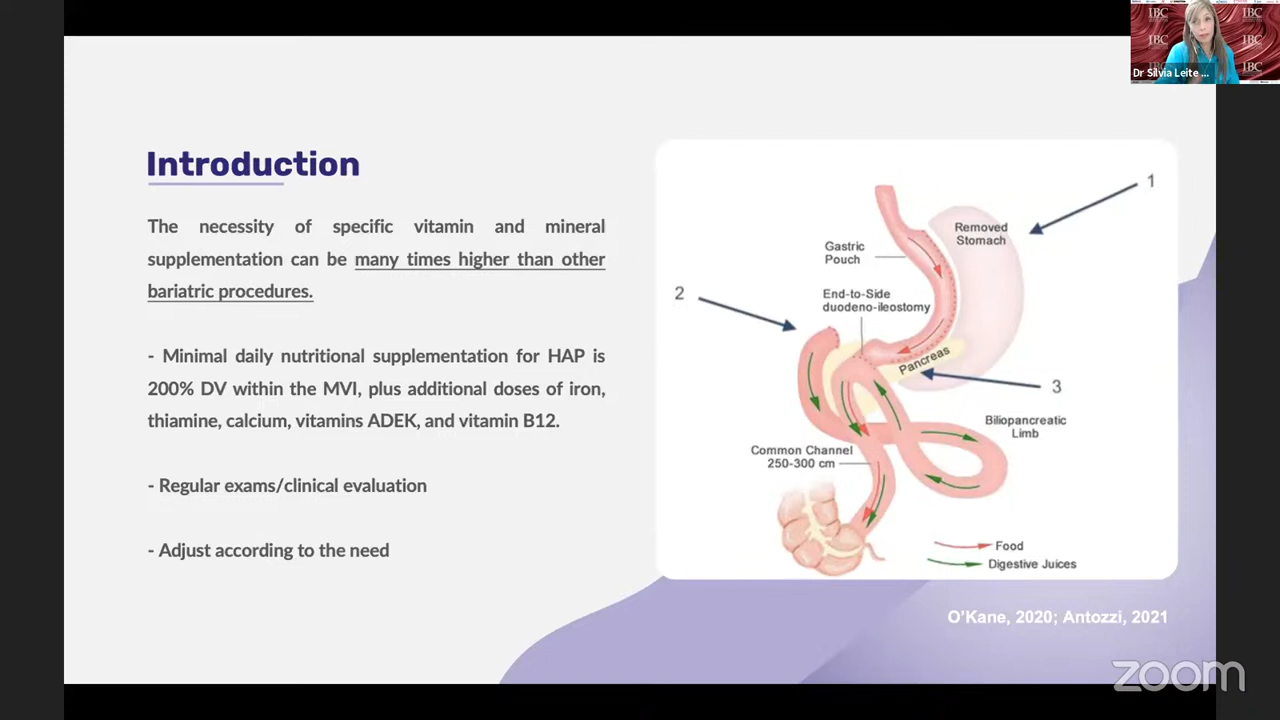 IBC
IBC
IBC
IBC
IBC
Dr Silvia Leite ...
Introduction
The necessity of specific vitamin and mineral
supplementation can be many times higher than other
bariatric procedures.
- Minimal daily nutritional supplementation for HAP is
200% DV within the MVI, plus additional doses of iron,
thiamine, calcium, vitamins ADEK, and vitamin B12.
- Regular exams/clinical evaluation
- Adjust according to the need
1
Removed
Stomach
Gastric
Pouch
2
End-to-Side
duodeno-ileostomy
Pancreas
3
Biliopancreatic
Limb
Common Channel
250-300 cm
Food
Digestive Juices
O'Kane, 2020; Antozzi, 2021
zoom